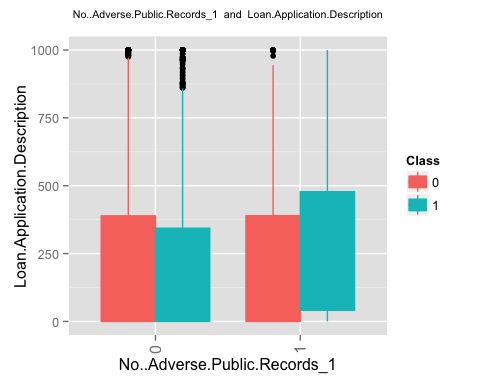 No..Adverse.Public.Records_1 and Loan.Application.Description
1000
750
500
250
0
Loan.Application.Description
0
1
No..Adverse.Public.Records_1
Class
0
1